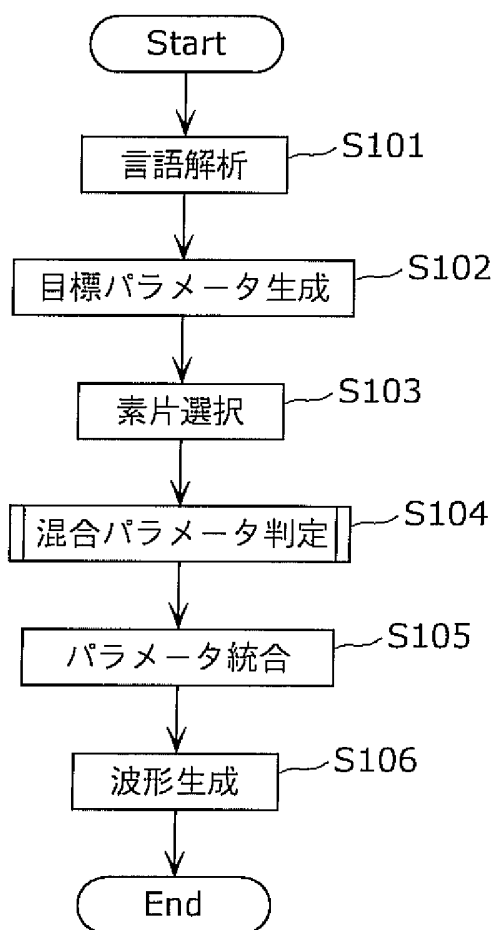 Start
言語解析 S101
目標パラメータ生成 S102
素片選択 S103
混合パラメータ判定 S104
パラメータ統合 S105
波形生成 S106
End